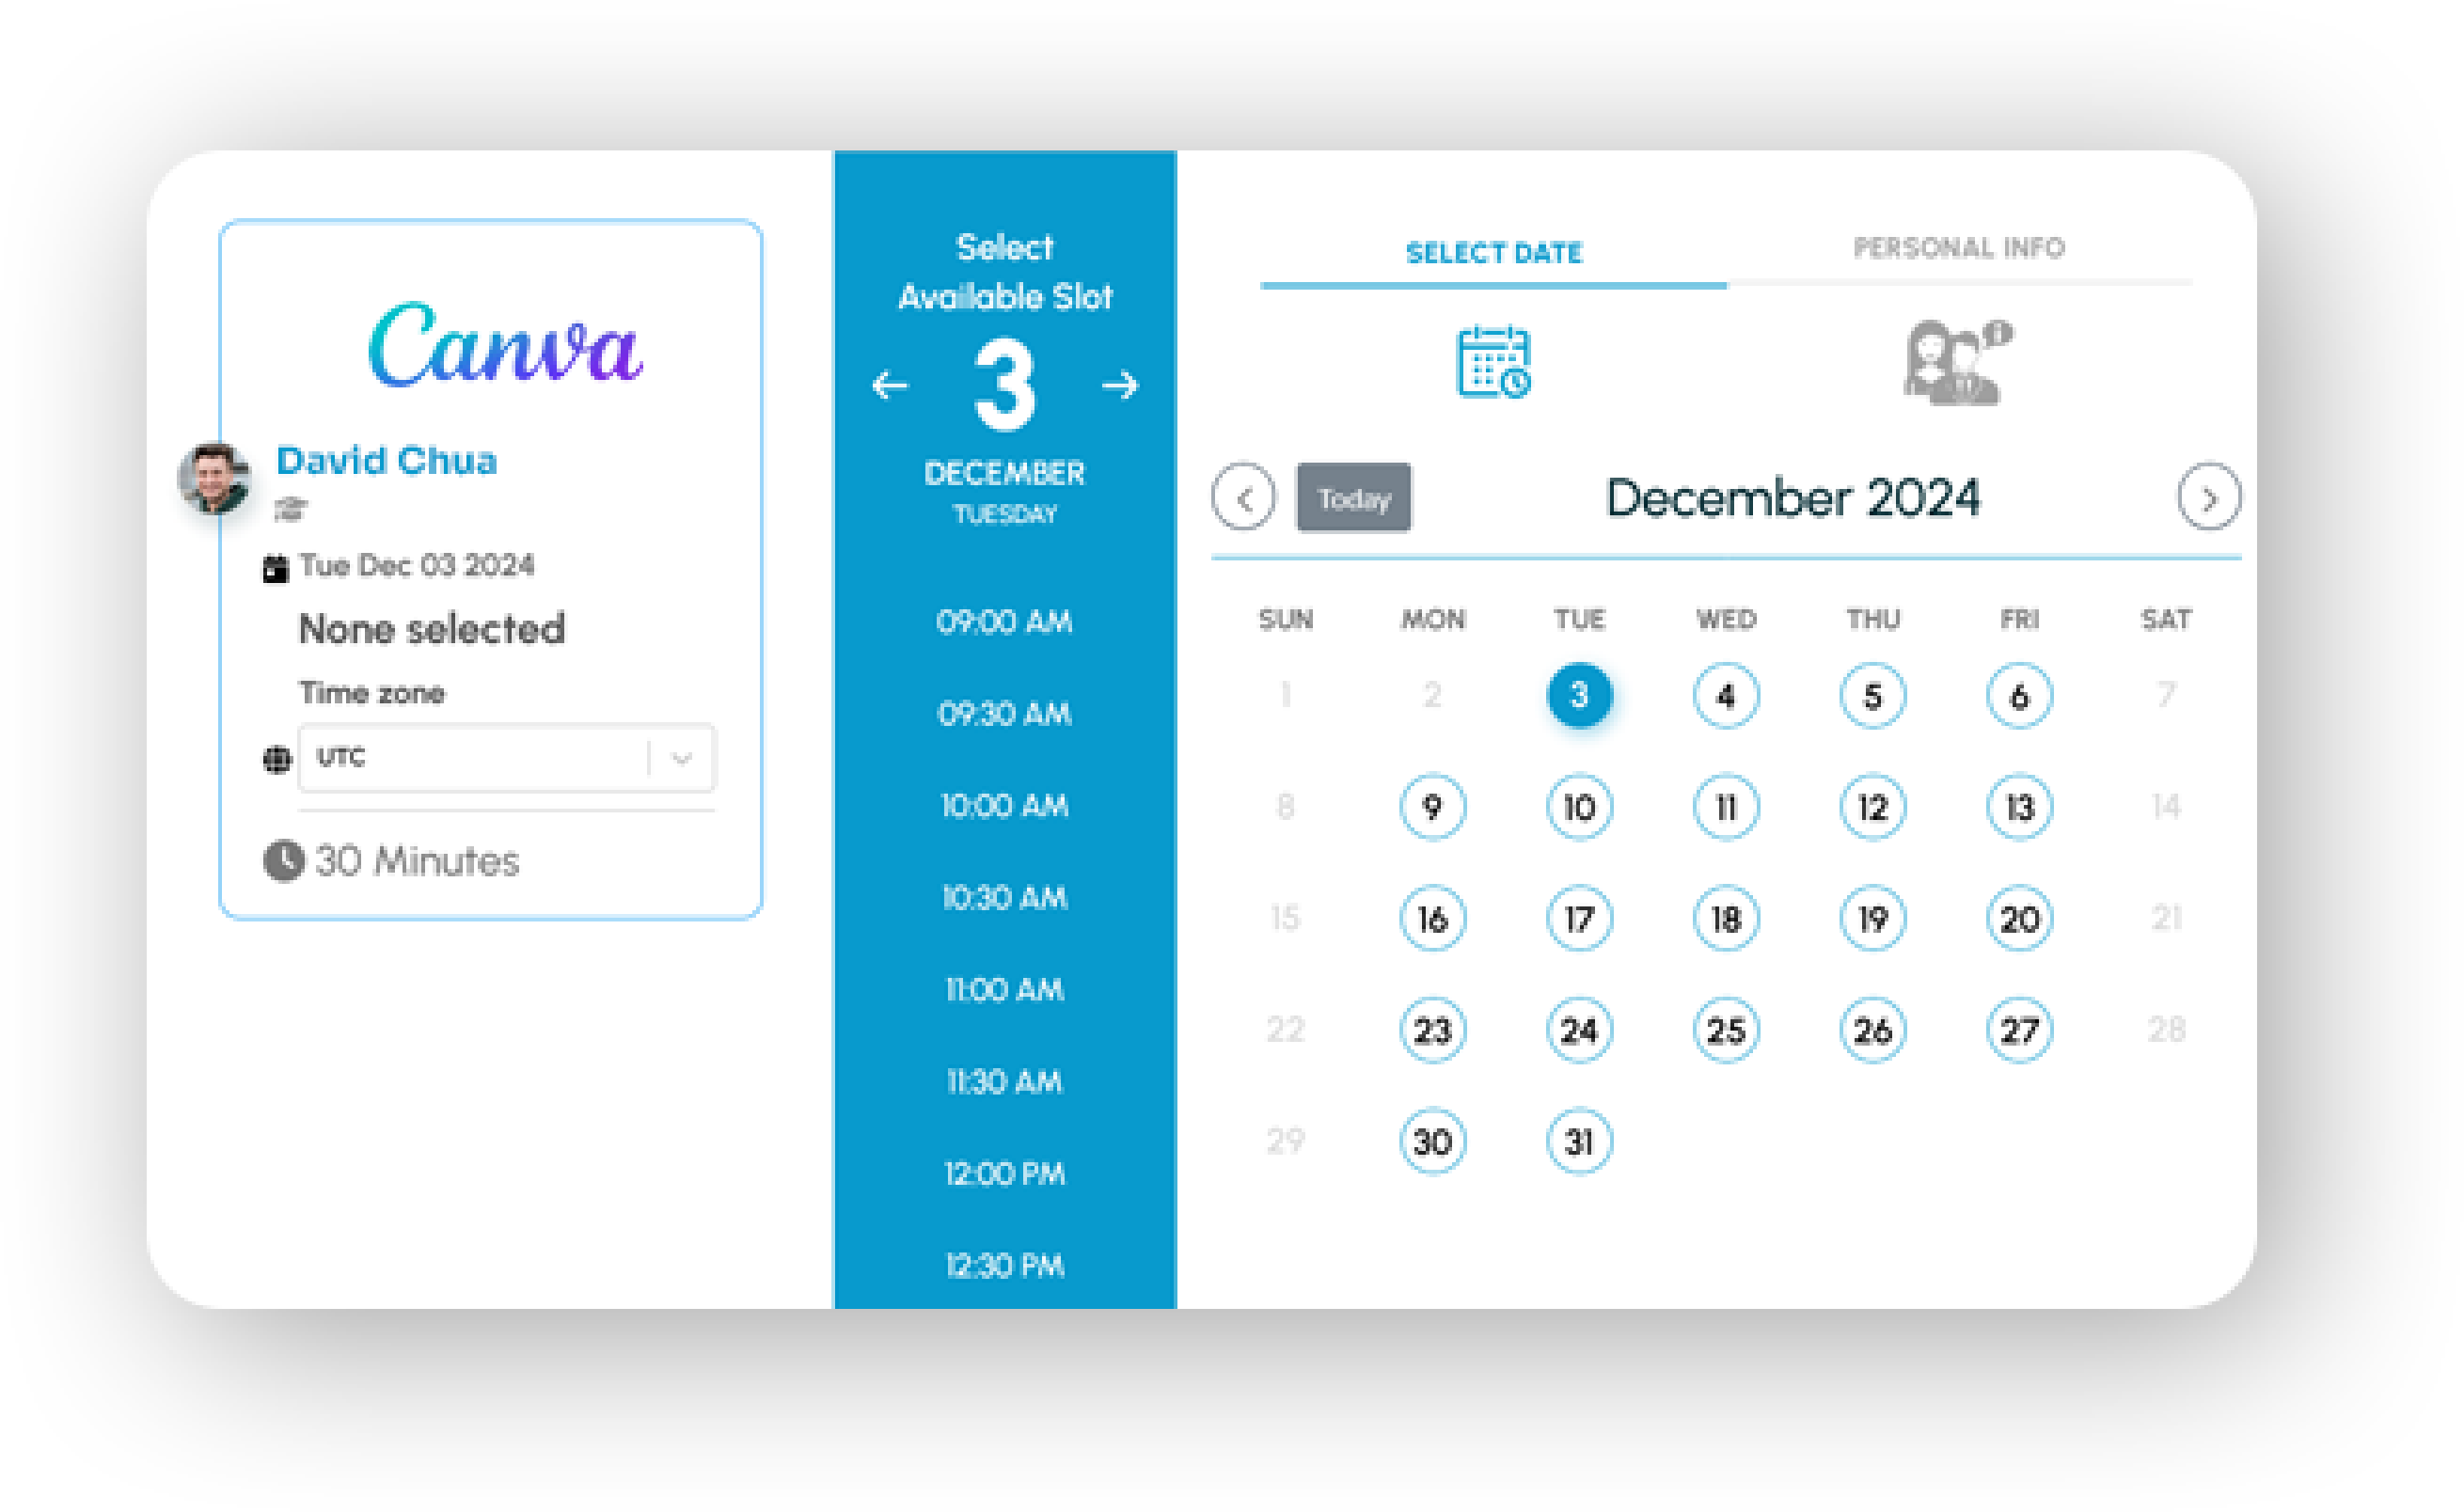 Canva
David Chua
Tue Dec 03 2024
None selected
Time zone
UTC
30 Minutes
Select
Available Slot
3
DECEMBER
TUESDAY
09:00 AM
09:30 AM
10:00 AM
10:30 AM
11:00 AM
11:30 AM
12:00 PM
12:30 PM
SELECT DATE PERSONAL INFO
Today December 2024
SUN MON TUE WED THU FRI SAT
1 2 3 4 5 6 7
8 9 10 11 12 13 14
15 16 17 18 19 20 21
22 23 24 25 26 27 28
29 30 31